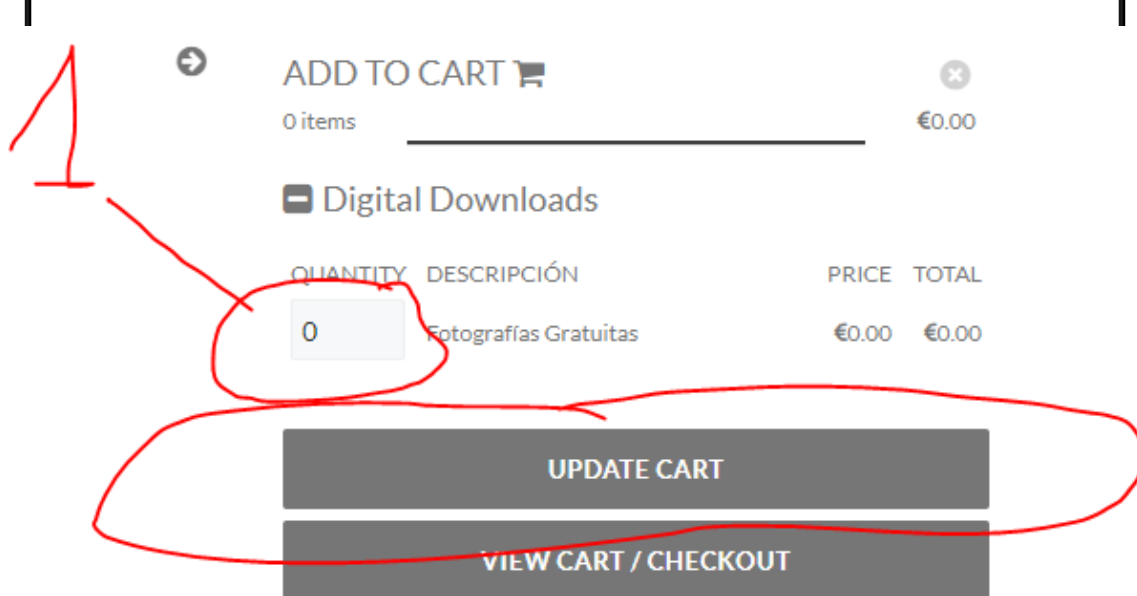 1
ADD TO CART
0 items €0.00
Digital Downloads
QUANTITY DESCRIPCIÓN PRICE TOTAL
0 Fotografías Gratuitas €0.00 €0.00
UPDATE CART
VIEW CART / CHECKOUT